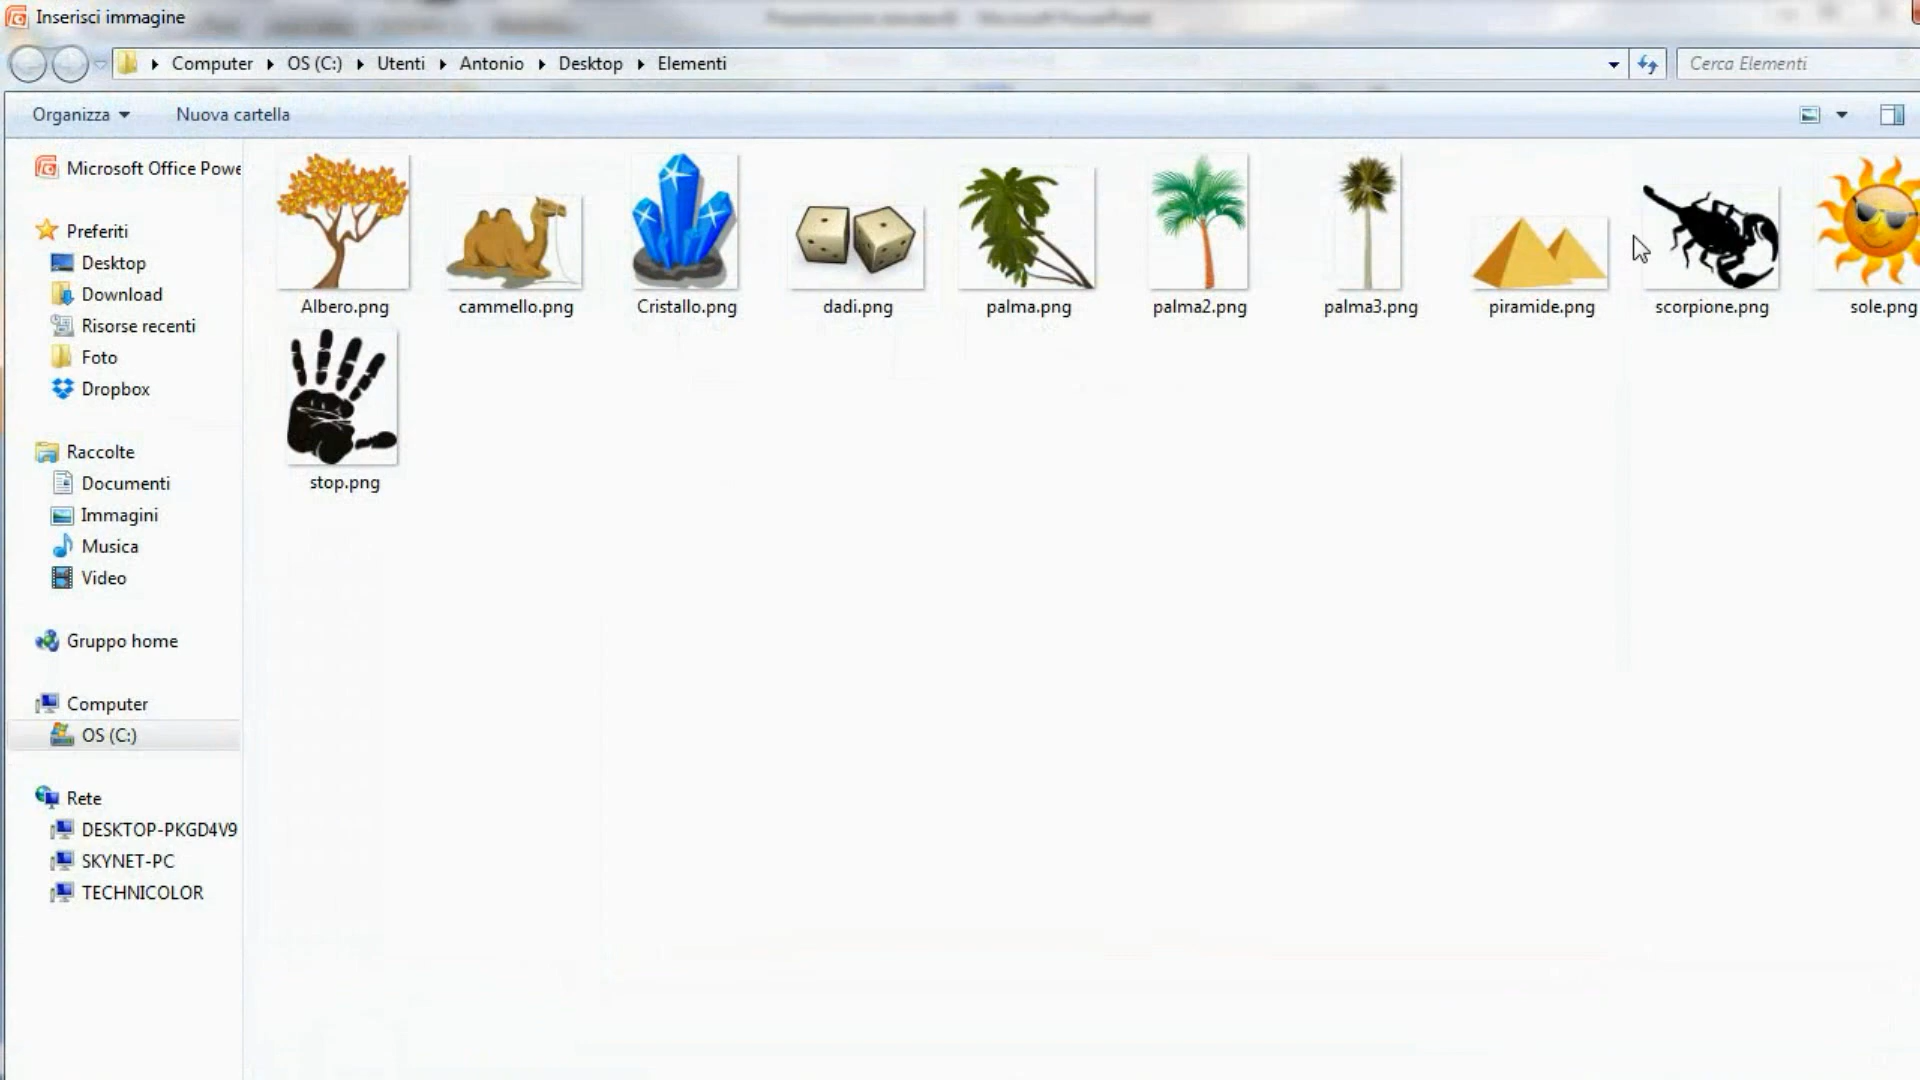 Inserisci immagine
Computer OS (C:) Utenti Antonio Desktop Elementi
Cerca Elementi
Organizza Nuova cartella
Microsoft Office Powe
Preferiti
Desktop
Download
Risorse recenti
Foto
Dropbox
Raccolte
Documenti
Immagini
Musica
Video
Gruppo home
Computer
OS (C:)
Rete
DESKTOP-PKGD4V9
SKYNET-PC
TECHNICOLOR
Albero.png cammello.png Cristallo.png dadi.png palma.png palma2.png palma3.png piramide.png scorpione.png sole.png
stop.png